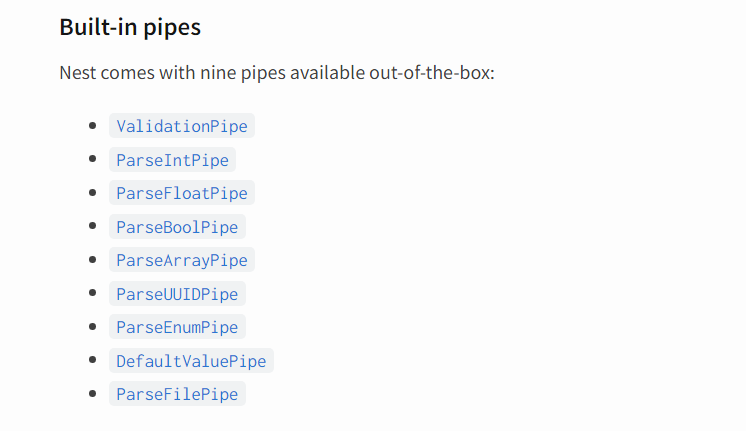 Built-in pipes
Nest comes with nine pipes available out-of-the-box:
ValidationPipe
ParseIntPipe
ParseFloatPipe
ParseBoolPipe
ParseArrayPipe
ParseUUIDPipe
ParseEnumPipe
DefaultValuePipe
ParseFilePipe